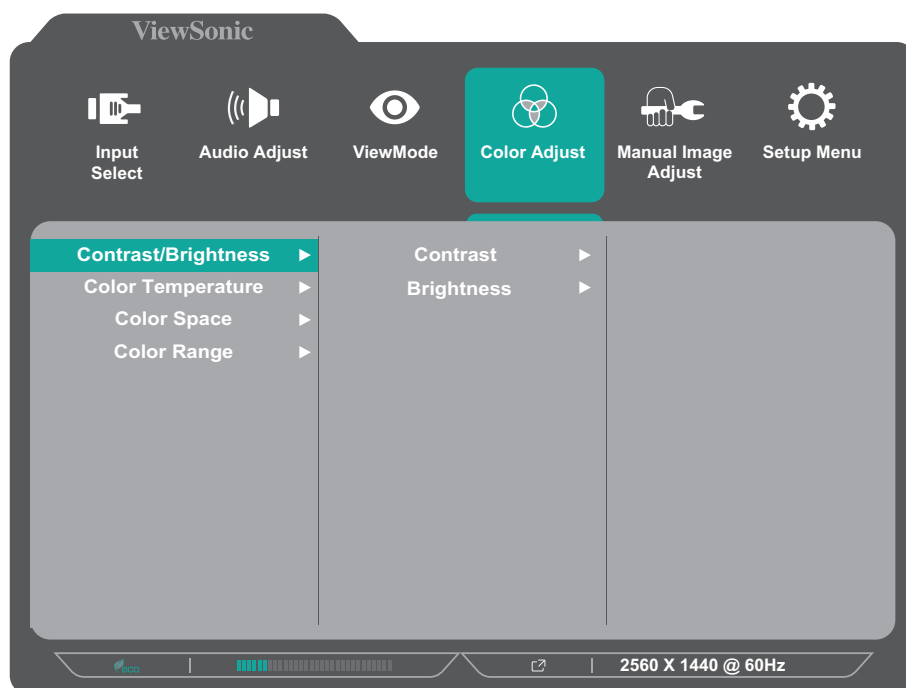 ViewSonic
Input Select
Audio Adjust
ViewMode
Color Adjust
Manual Image Adjust
Setup Menu
Contrast/Brightness
Contrast
Color Temperature
Brightness
Color Space
Color Range
eco
2560 X 1440 @ 60Hz